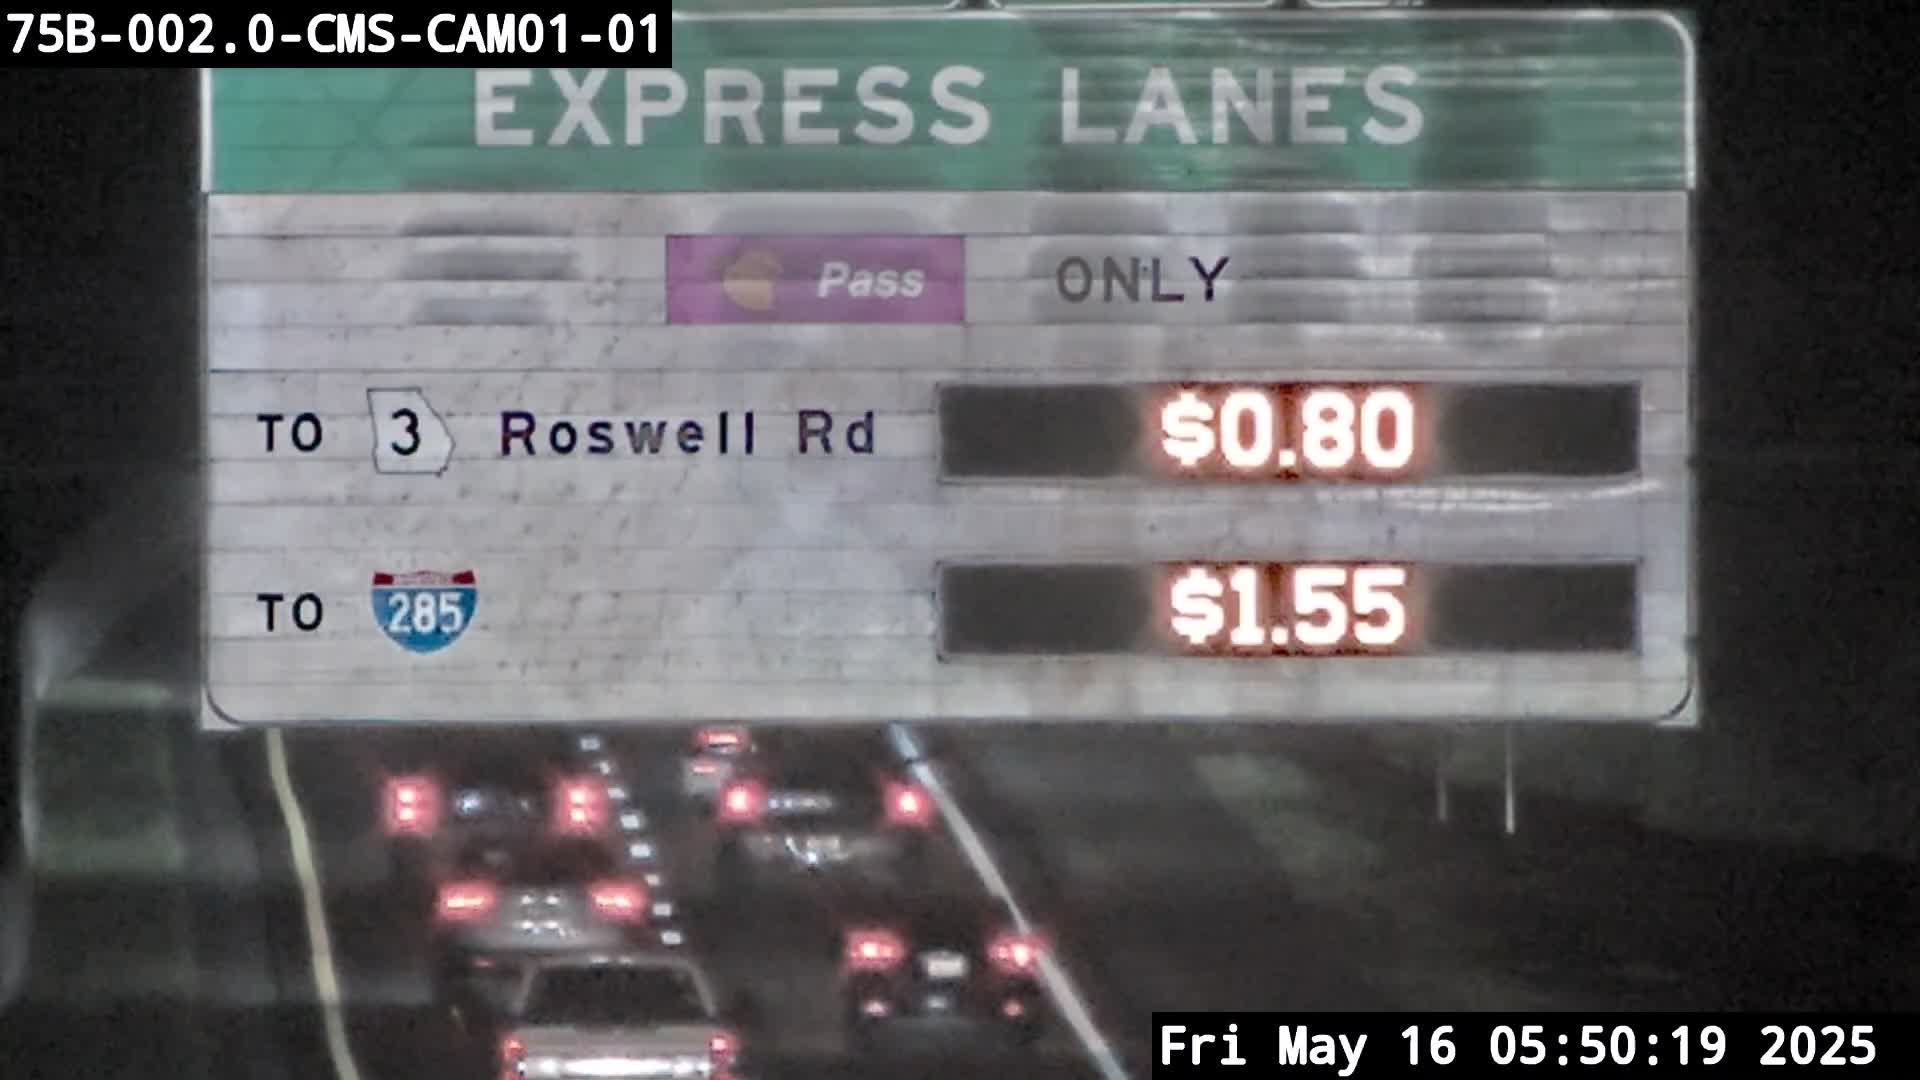 75B-002.0-CMS-CAM01-01
EXPRESS LANES
Pass ONLY
TO 3 Roswell Rd $0.80
TO 285 $1.55
Fri May 16 05:50:19 2025